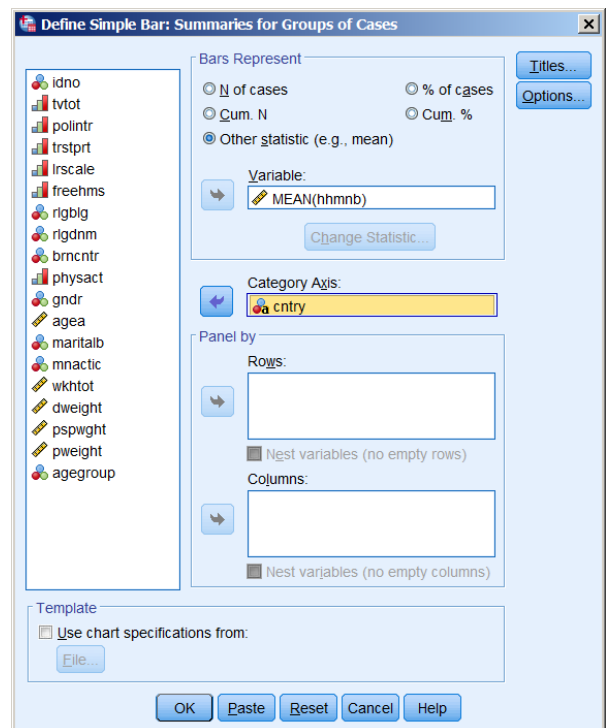 Define Simple Bar: Summaries for Groups of Cases
idno
tvtot
polintr
trstprt
lrscale
freehms
rlgblg
rlgdnm
brncntr
physact
gndr
agea
maritalb
mnactic
wkhtot
dweight
pspwght
pweight
agegroup
Bars Represent
N of cases
% of cases
Cum. N
Cum. %
Other statistic (e.g., mean)
Variable:
MEAN(hhmnb)
Change Statistic...
Category Axis:
a cntry
Panel by
Rows:
Nest variables (no empty rows)
Columns:
Nest variables (no empty columns)
Titles...
Options...
Template
Use chart specifications from:
File...
OK
Paste
Reset
Cancel
Help